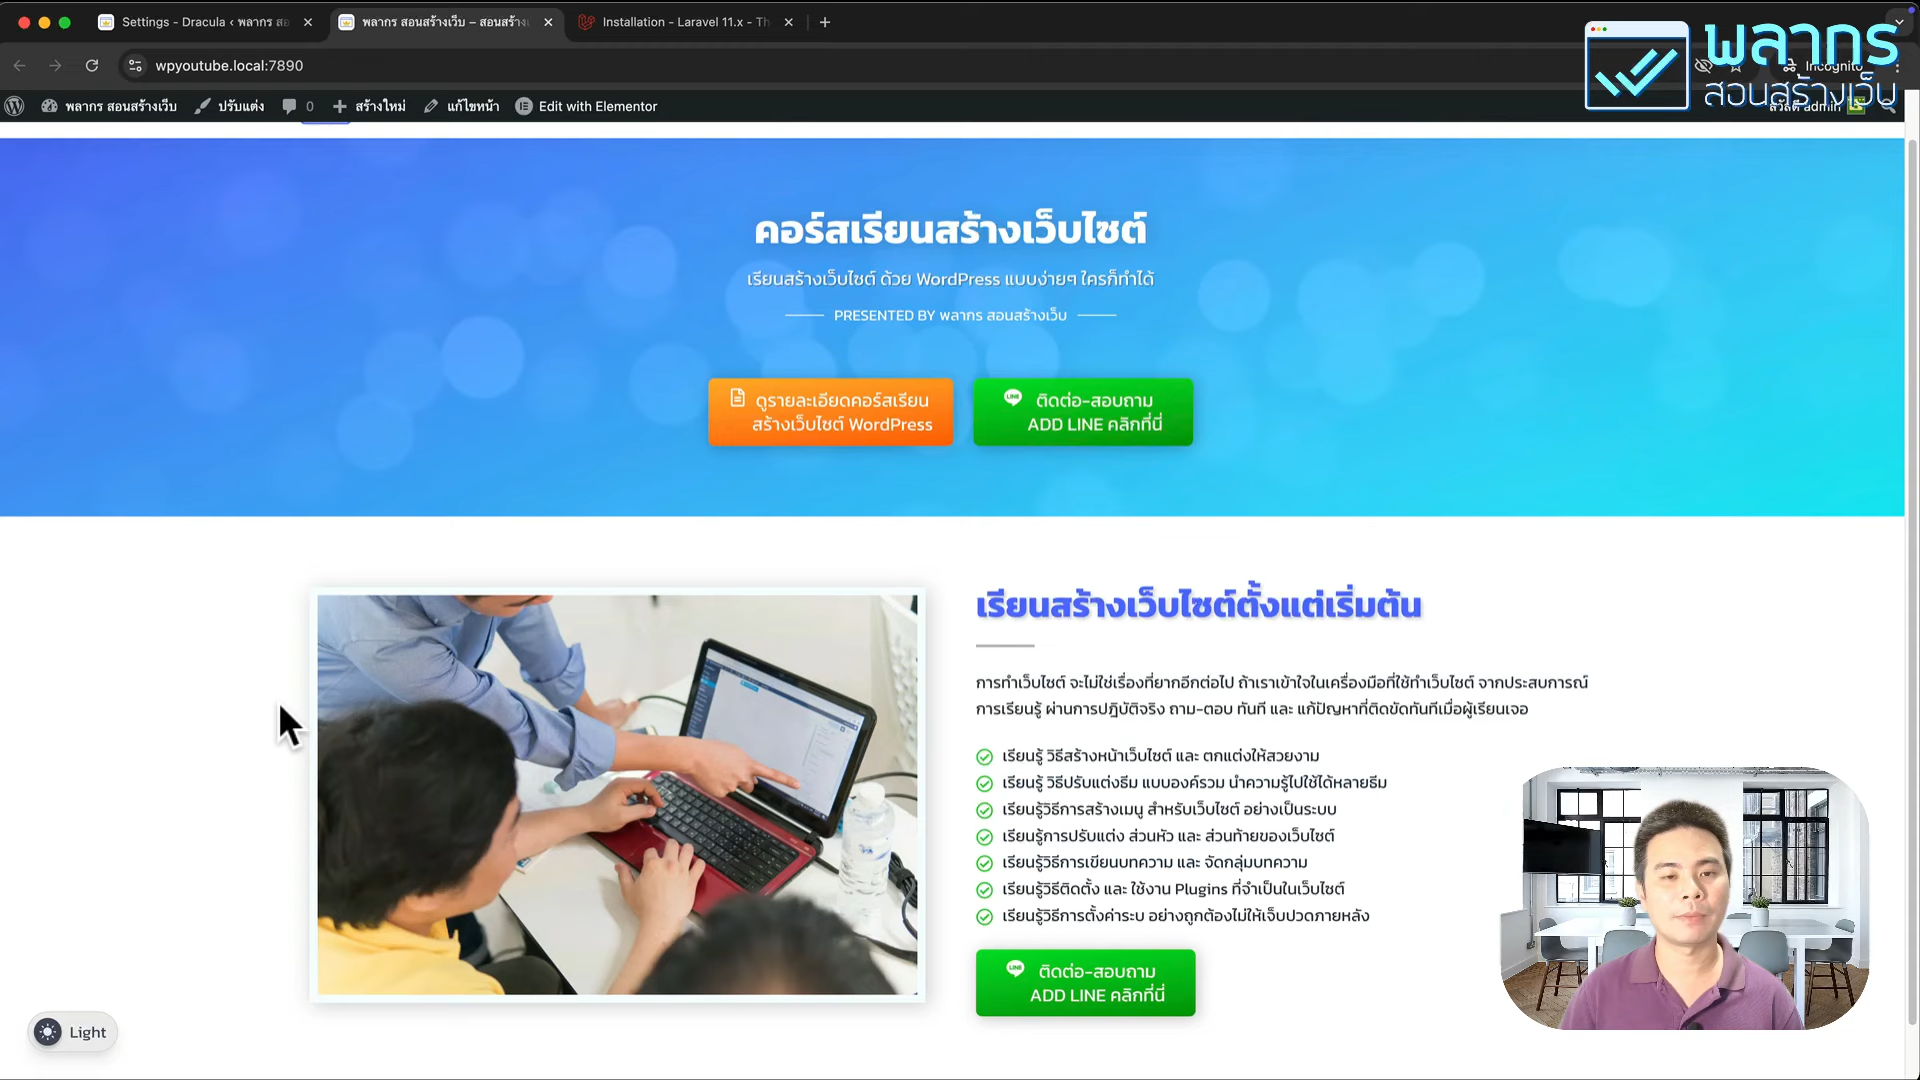 Settings - Dracula ‹ พลากร สอ
พลากร สอนสร้างเว็บ – สอนสร้าง
Installation - Laravel 11.x - Th
wpyoutube.local:7890
Incognito
พลากร
สอนสร้างเว็บ
พลากร สอนสร้างเว็บ
ปรับแต่ง
0
สร้างใหม่
แก้ไขหน้า
Edit with Elementor
สวัสดี admin
คอร์สเรียนสร้างเว็บไซต์
เรียนสร้างเว็บไซต์ ด้วย WordPress แบบง่ายๆ ใครก็ทำได้
PRESENTED BY พลากร สอนสร้างเว็บ
ดูรายละเอียดคอร์สเรียน
สร้างเว็บไซต์ WordPress
LINE
ติดต่อ-สอบถาม
ADD LINE คลิกที่นี่
เรียนสร้างเว็บไซต์ตั้งแต่เริ่มต้น
การทำเว็บไซต์ จะไม่ใช่เรื่องที่ยากอีกต่อไป ถ้าเราเข้าใจในเครื่องมือที่ใช้ทำเว็บไซต์ จากประสบการณ์
การเรียนรู้ ผ่านการปฎิบัติจริง ถาม-ตอบ ทันที และ แก้ปัญหาที่ติดขัดทันทีเมื่อผู้เรียนเจอ
เรียนรู้ วิธีสร้างหน้าเว็บไซต์ และ ตกแต่งให้สวยงาม
เรียนรู้ วิธีปรับแต่งธีม แบบองค์รวม นำความรู้ไปใช้ได้หลายธีม
เรียนรู้วิธีการสร้างเมนู สำหรับเว็บไซต์ อย่างเป็นระบบ
เรียนรู้การปรับแต่ง ส่วนหัว และ ส่วนท้ายของเว็บไซต์
เรียนรู้วิธีการเขียนบทความ และ จัดกลุ่มบทความ
เรียนรู้วิธีติดตั้ง และ ใช้งาน Plugins ที่จำเป็นในเว็บไซต์
เรียนรู้วิธีการตั้งค่าระบ อย่างถูกต้องไม่ให้เจ็บปวดภายหลัง
LINE
ติดต่อ-สอบถาม
ADD LINE คลิกที่นี่
Light